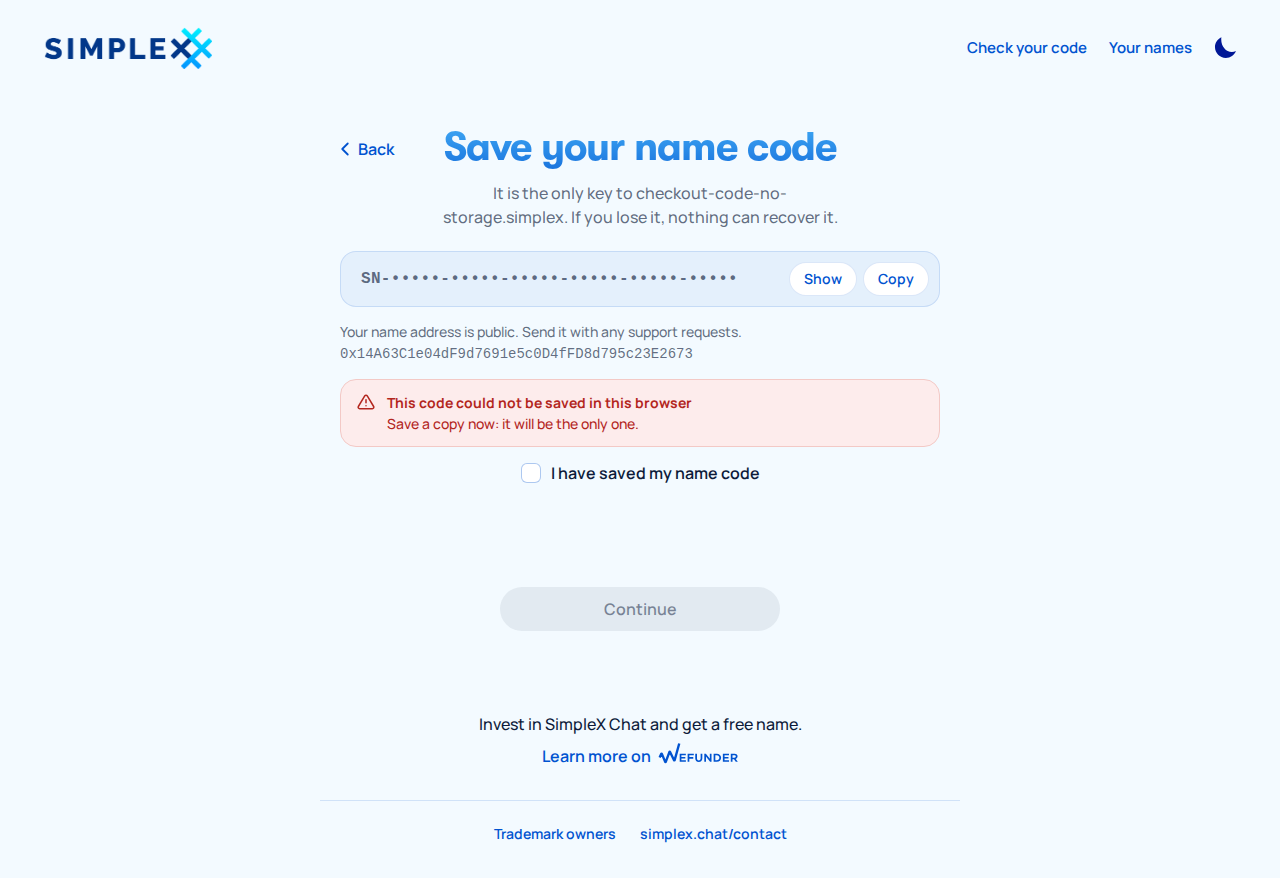 SIMPLEX
Check your code
Your names
Back
Save your name code
It is the only key to checkout-code-no-
storage.simplex. If you lose it, nothing can recover it.
SN-•••••-•••••-•••••-•••••-•••••-•••••
Show
Copy
Your name address is public. Send it with any support requests.
0x14A63C1e04dF9d7691e5c0D4fFD8d795c23E2673
This code could not be saved in this browser
Save a copy now: it will be the only one.
I have saved my name code
Continue
Invest in SimpleX Chat and get a free name.
Learn more on WEFUNDER
Trademark owners
simplex.chat/contact